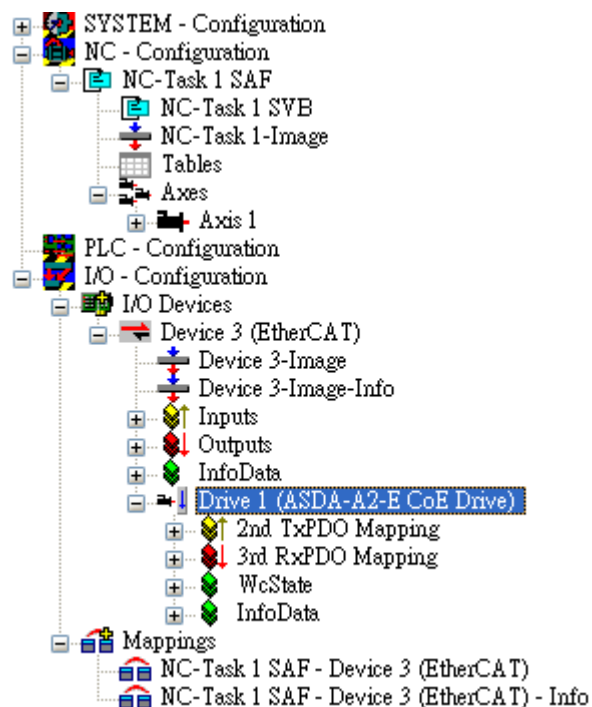 SYSTEM - Configuration
NC - Configuration
NC-Task 1 SAF
NC-Task 1 SVB
NC-Task 1-Image
Tables
Axes
Axis 1
PLC - Configuration
I/O - Configuration
I/O Devices
Device 3 (EtherCAT)
Device 3-Image
Device 3-Image-Info
Inputs
Outputs
InfoData
Drive 1 (ASDA-A2-E CoE Drive)
2nd TxPDO Mapping
3rd RxPDO Mapping
WcState
InfoData
Mappings
NC-Task 1 SAF - Device 3 (EtherCAT)
NC-Task 1 SAF - Device 3 (EtherCAT) - Info